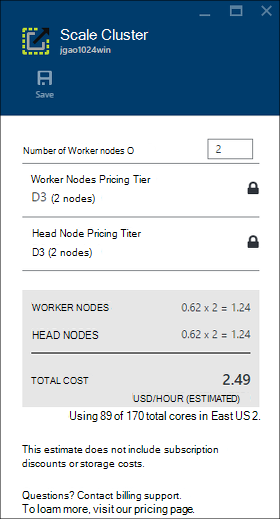 Scale Cluster
jgao1024win
Save
Number of Worker nodes O 2
Worker Nodes Pricing Tier
D3 (2 nodes)
Head Node Pricing Titer
D3 (2 nodes)
WORKER NODES 0.62 x 2 = 1.24
HEAD NODES 0.62 x 2 = 1.24
TOTAL COST 2.49
USD/HOUR (ESTIMATED)
Using 89 of 170 total cores in East US 2.
This estimate does not include subscription
discounts or storage costs.
Questions? Contact billing support.
To loam more, visit our pricing page.